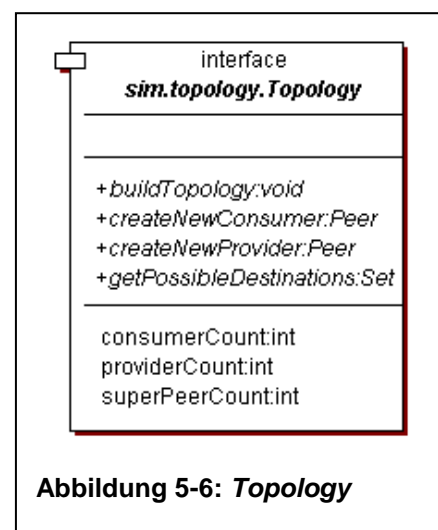 interface
sim.topology.Topology
+buildTopology:void
+createNewConsumer:Peer
+createNewProvider:Peer
+getPossibleDestinations:Set
consumerCount:int
providerCount:int
superPeerCount:int
Abbildung 5-6: Topology